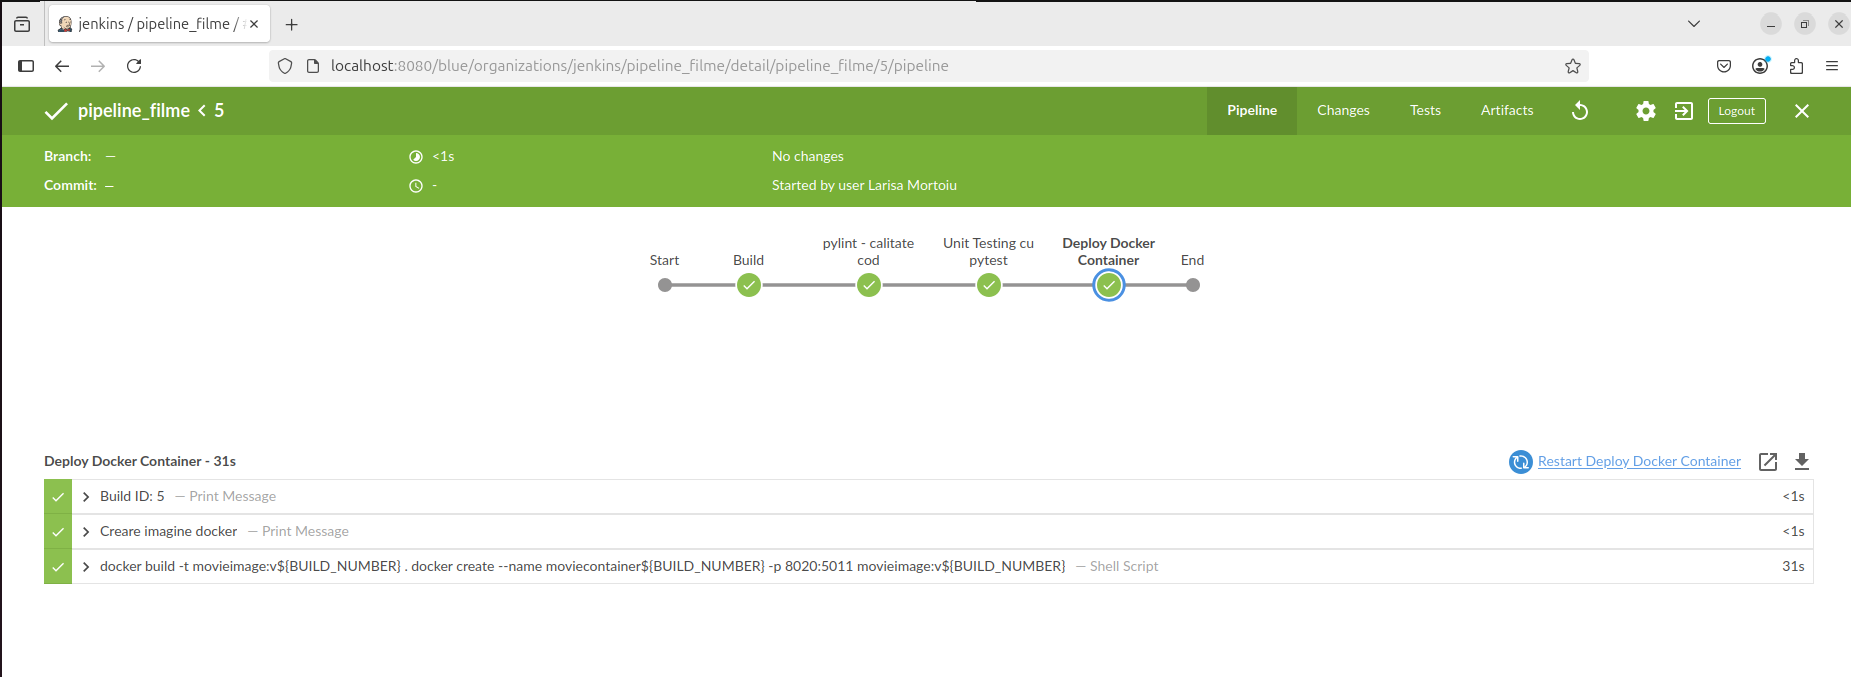 jenkins / pipeline_filme /
localhost:8080/blue/organizations/jenkins/pipeline_filme/detail/pipeline_filme/5/pipeline
pipeline_filme < 5
Pipeline
Changes
Tests
Artifacts
Logout
Branch: —
<1s
No changes
Commit: —
-
Started by user Larisa Mortoiu
Start
Build
pylint - calitate
cod
Unit Testing cu
pytest
Deploy Docker
Container
End
Deploy Docker Container - 31s
Restart Deploy Docker Container
Build ID: 5 — Print Message <1s
Creare imagine docker — Print Message <1s
docker build -t movieimage:v${BUILD_NUMBER} . docker create --name moviecontainer${BUILD_NUMBER} -p 8020:5011 movieimage:v${BUILD_NUMBER} — Shell Script 31s